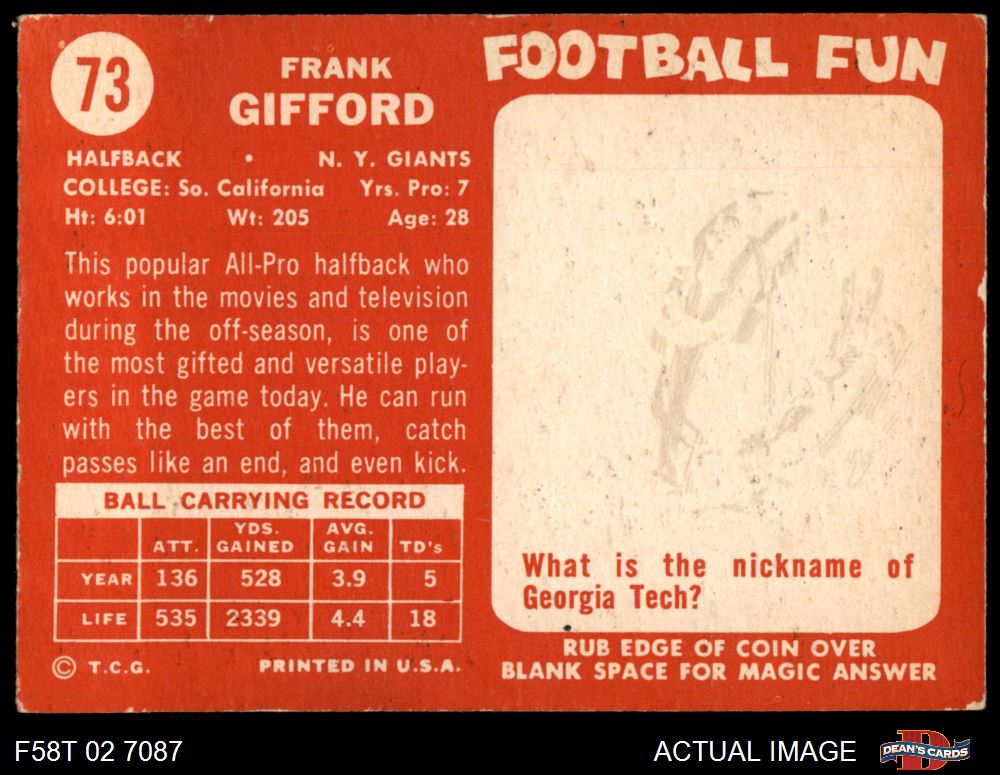 73
FRANK
GIFFORD
HALFBACK • N. Y. GIANTS
COLLEGE: So. California Yrs. Pro: 7
Ht: 6:01 Wt: 205 Age: 28
This popular All-Pro halfback who
works in the movies and television
during the off-season, is one of
the most gifted and versatile play-
ers in the game today. He can run
with the best of them, catch
passes like an end, and even kick.
BALL CARRYING RECORD
ATT. YDS. GAINED AVG. GAIN TD's
YEAR 136 528 3.9 5
LIFE 535 2339 4.4 18
© T.C.G. PRINTED IN U.S.A.
FOOTBALL FUN
What is the nickname of
Georgia Tech?
RUB EDGE OF COIN OVER
BLANK SPACE FOR MAGIC ANSWER
F58T 02 7087 ACTUAL IMAGE D DEAN'S CARDS